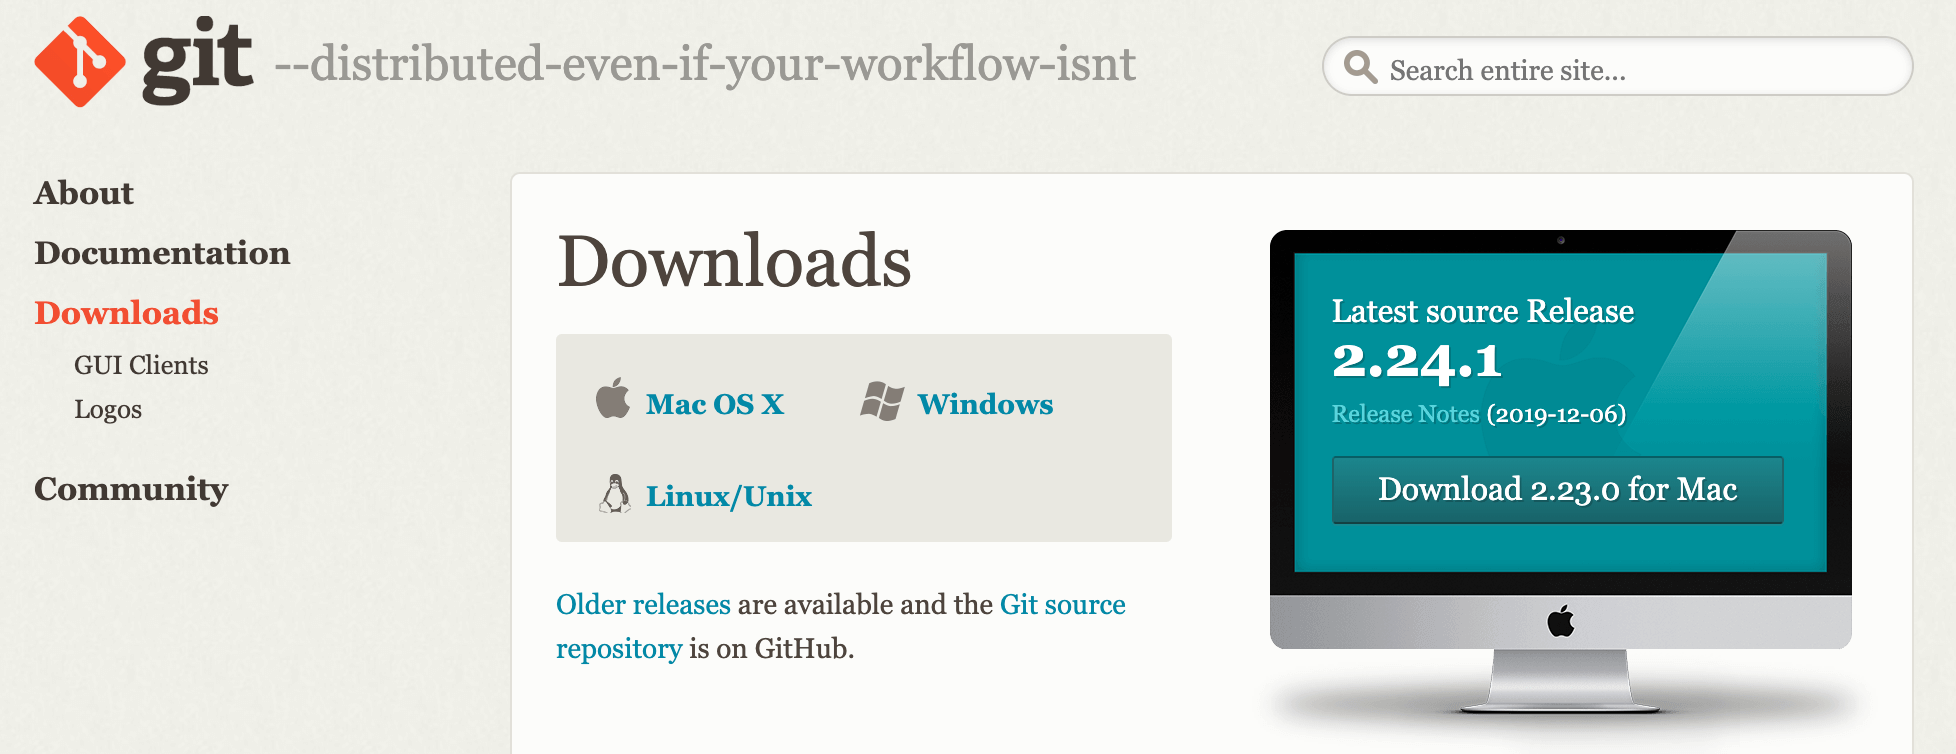 git --distributed-even-if-your-workflow-isnt
Search entire site...
About
Documentation
Downloads
GUI Clients
Logos
Community
Downloads
Mac OS X
Windows
Linux/Unix
Older releases are available and the Git source
repository is on GitHub.
Latest source Release
2.24.1
Release Notes (2019-12-06)
Download 2.23.0 for Mac